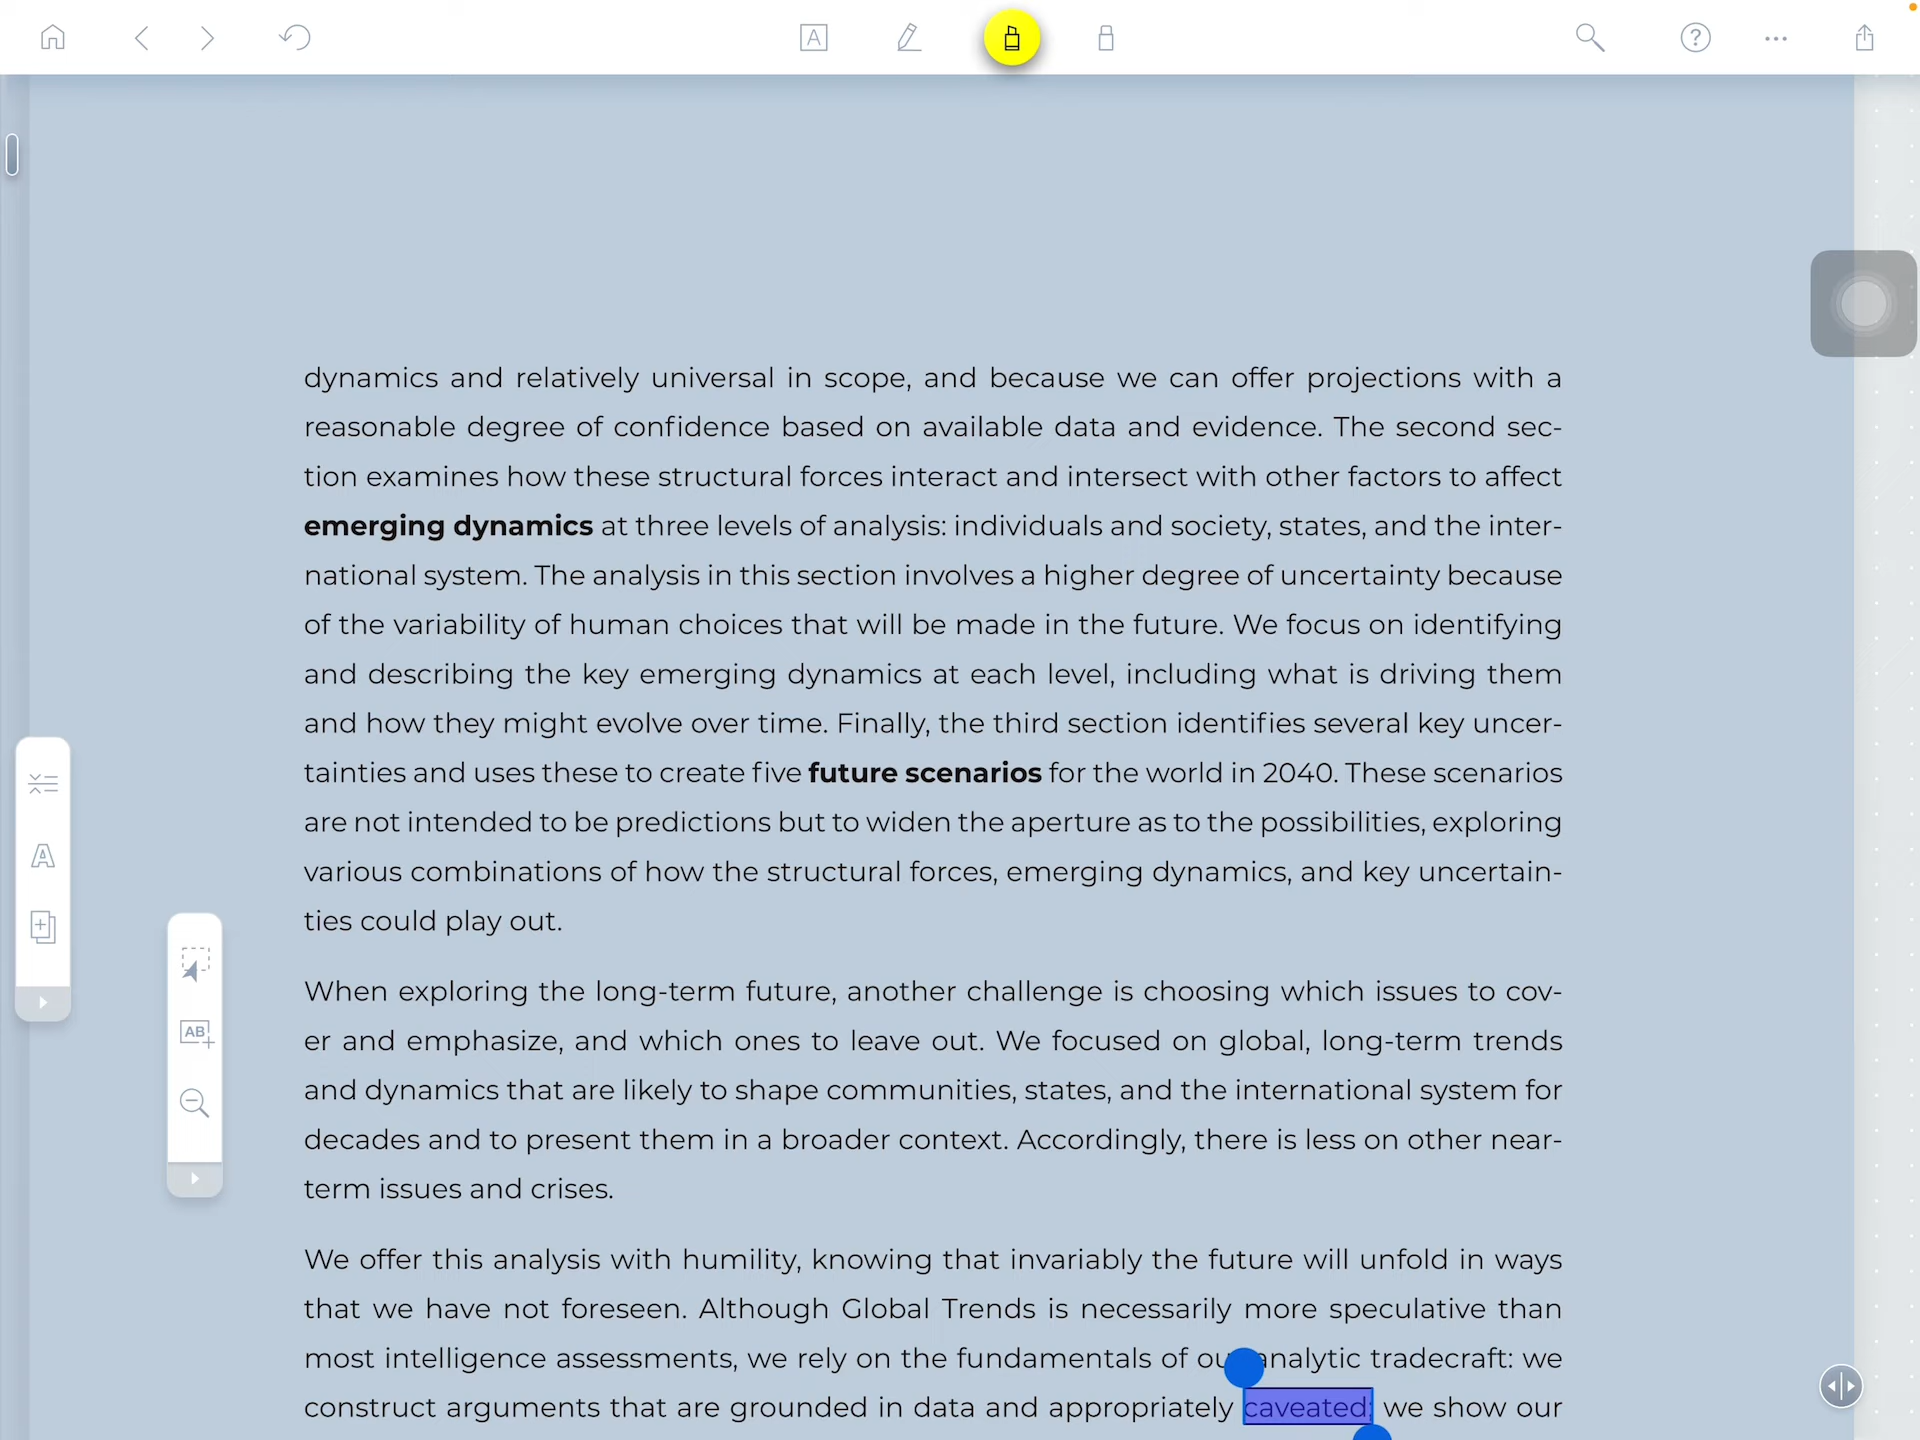 A
dynamics and relatively universal in scope, and because we can offer projections with a
reasonable degree of confidence based on available data and evidence. The second sec-
tion examines how these structural forces interact and intersect with other factors to affect
emerging dynamics at three levels of analysis: individuals and society, states, and the inter-
national system. The analysis in this section involves a higher degree of uncertainty because
of the variability of human choices that will be made in the future. We focus on identifying
and describing the key emerging dynamics at each level, including what is driving them
and how they might evolve over time. Finally, the third section identifies several key uncer-
tainties and uses these to create five future scenarios for the world in 2040. These scenarios
are not intended to be predictions but to widen the aperture as to the possibilities, exploring
various combinations of how the structural forces, emerging dynamics, and key uncertain-
ties could play out.
A
AB
When exploring the long-term future, another challenge is choosing which issues to cov-
er and emphasize, and which ones to leave out. We focused on global, long-term trends
and dynamics that are likely to shape communities, states, and the international system for
decades and to present them in a broader context. Accordingly, there is less on other near-
term issues and crises.
We offer this analysis with humility, knowing that invariably the future will unfold in ways
that we have not foreseen. Although Global Trends is necessarily more speculative than
most intelligence assessments, we rely on the fundamentals of our analytic tradecraft: we
construct arguments that are grounded in data and appropriately caveated; we show our